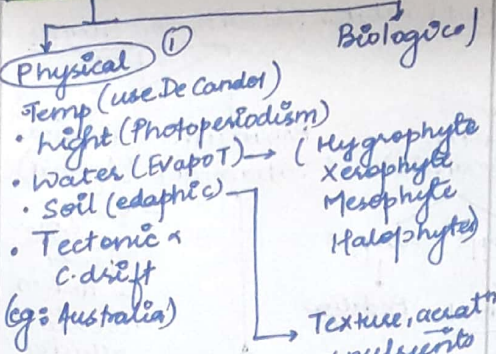 ①
Biological
Physical
Temp (use De Candol)
• Light (Photoperiodism)
• Water (EvapoT) → (Hygrophyte
Xerophyte
Mesophyte
Halophytes)
• Soil (edaphic)
• Tectonic &
C. drift
(eg: Australia)
Texture, aeratn